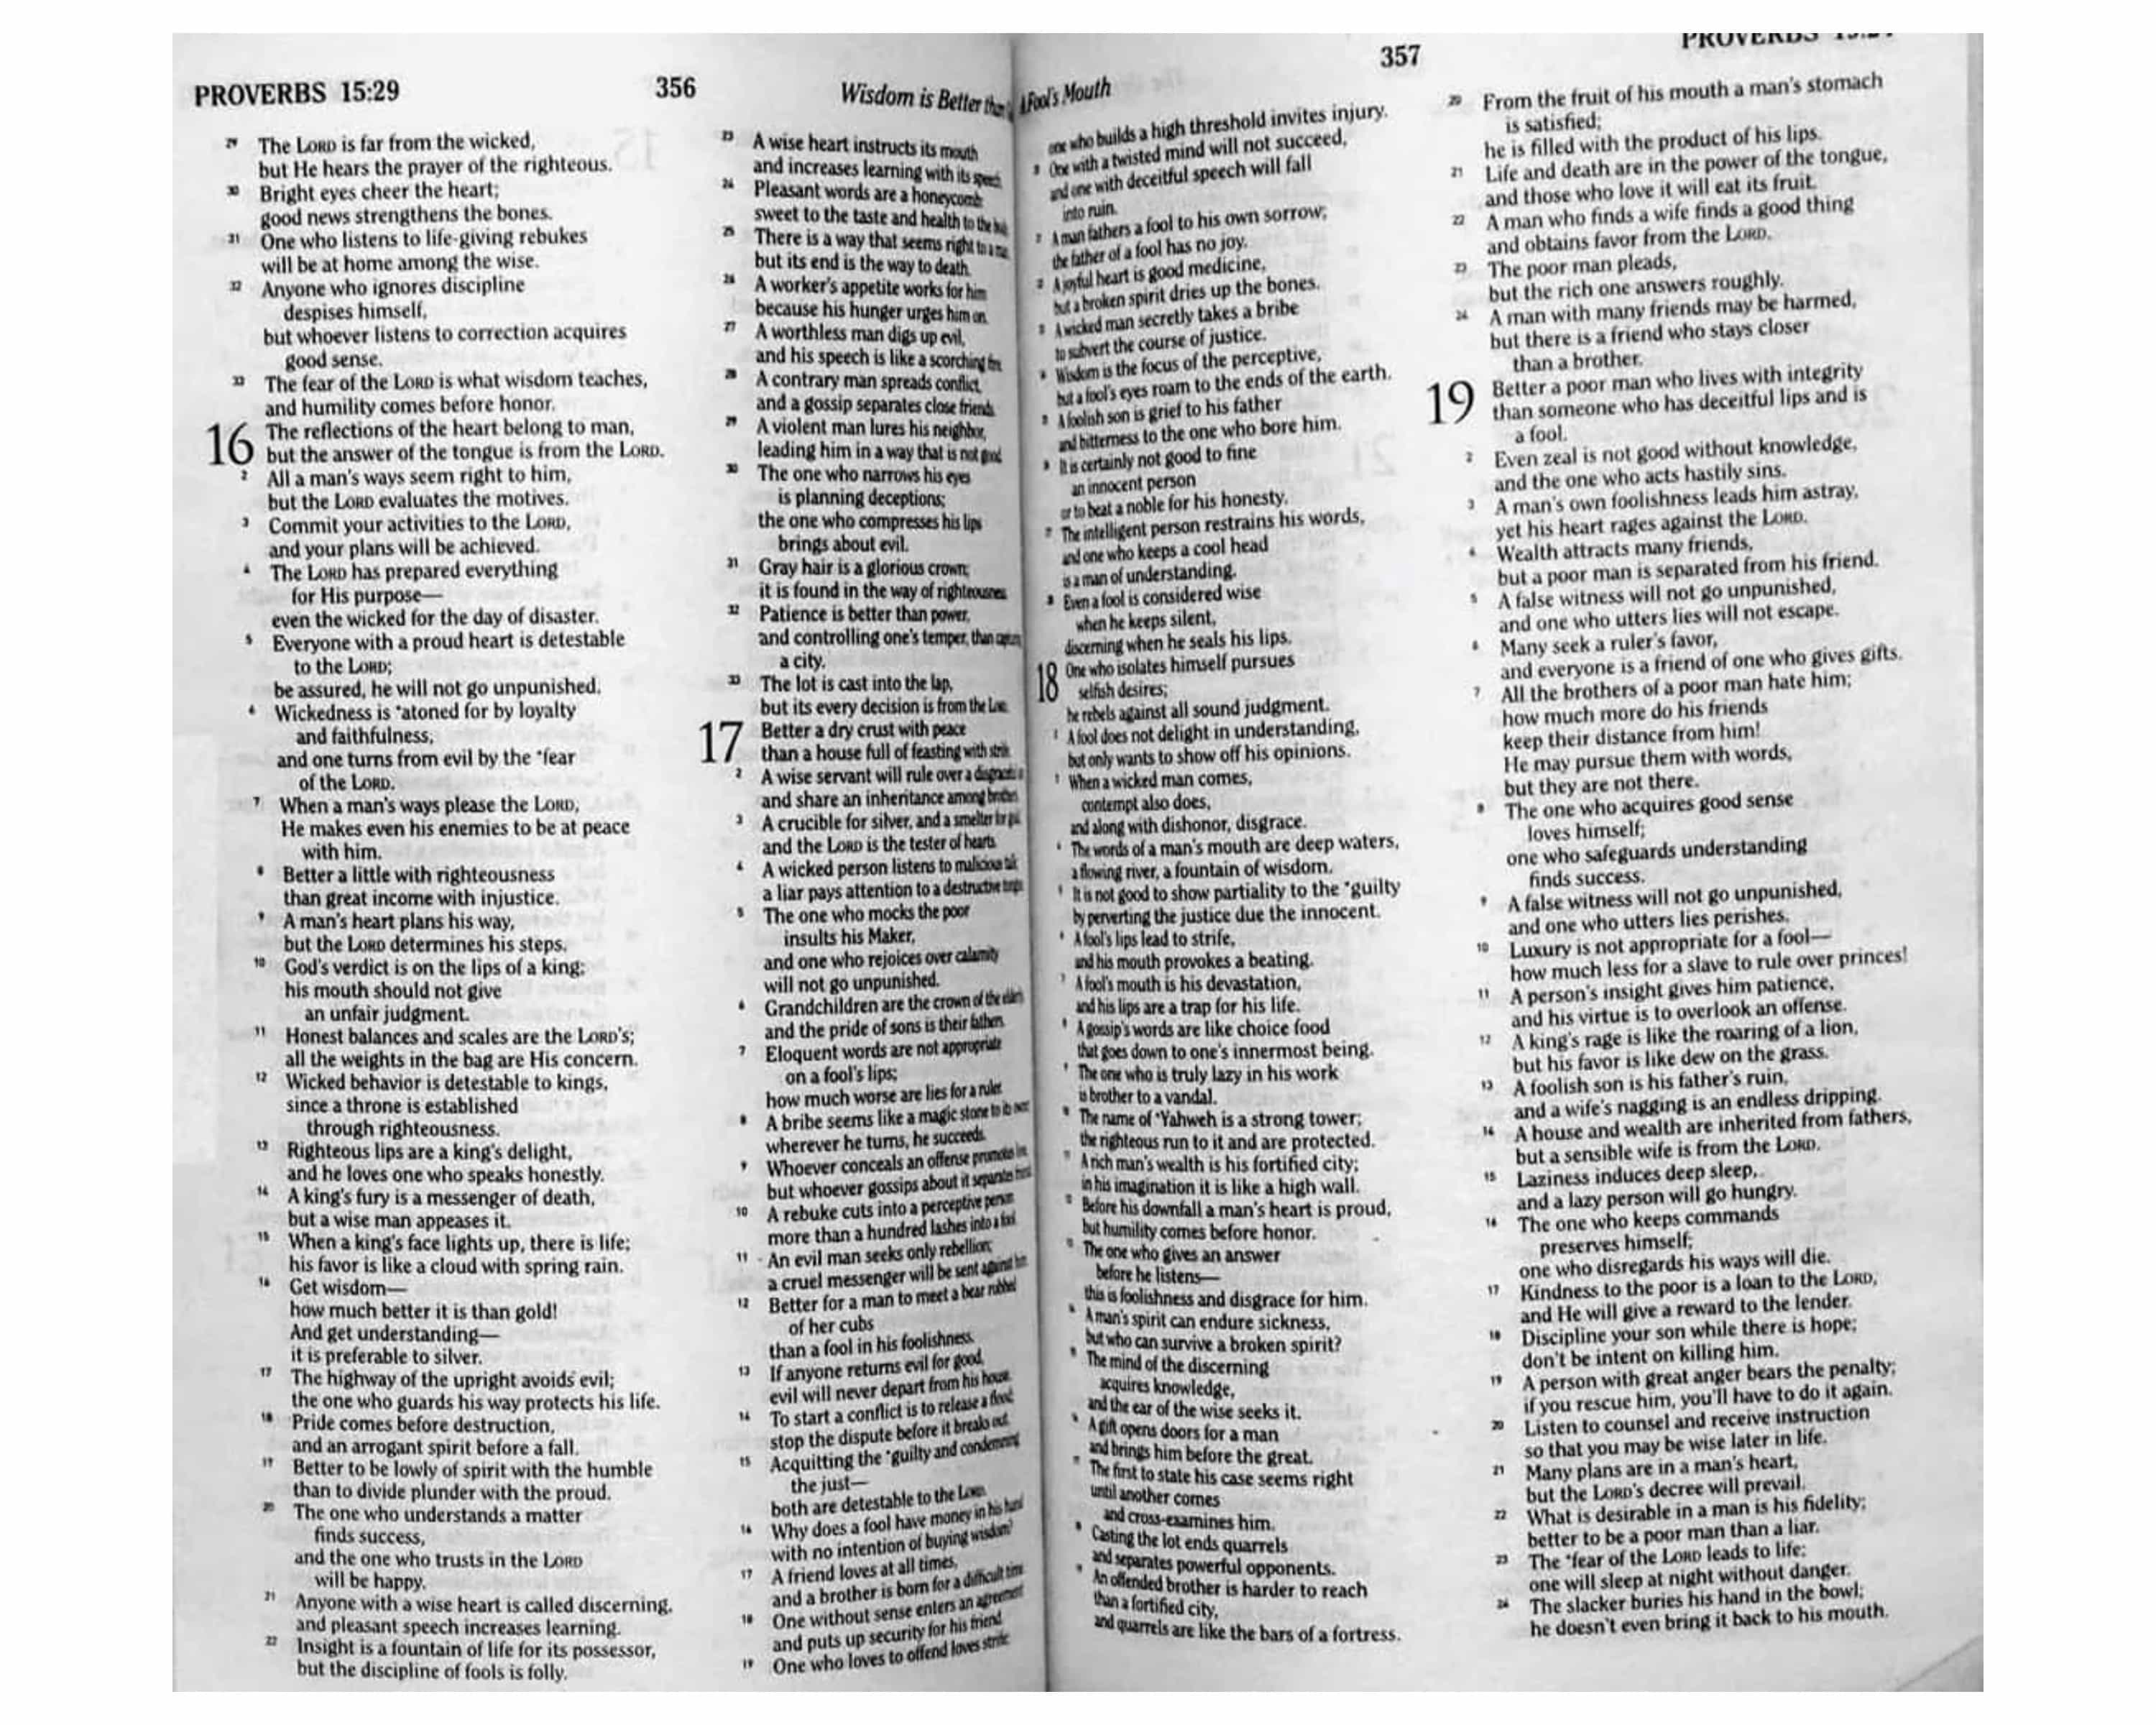 PROVERBS 15:29
356
Wisdom is Better than
29 The LORD is far from the wicked,
but He hears the prayer of the righteous.
30 Bright eyes cheer the heart;
good news strengthens the bones.
31 One who listens to life-giving rebukes
will be at home among the wise.
32 Anyone who ignores discipline
despises himself,
but whoever listens to correction acquires
good sense.
33 The fear of the LORD is what wisdom teaches,
and humility comes before honor.
16 The reflections of the heart belong to man,
but the answer of the tongue is from the LORD.
2 All a man's ways seem right to him,
but the LORD evaluates the motives.
3 Commit your activities to the LORD,
and your plans will be achieved.
4 The LORD has prepared everything
for His purpose—
even the wicked for the day of disaster.
5 Everyone with a proud heart is detestable
to the LORD;
be assured, he will not go unpunished.
6 Wickedness is *atoned for by loyalty
and faithfulness,
and one turns from evil by the *fear
of the LORD.
7 When a man's ways please the LORD,
He makes even his enemies to be at peace
with him.
8 Better a little with righteousness
than great income with injustice.
9 A man's heart plans his way,
but the LORD determines his steps.
10 God's verdict is on the lips of a king;
his mouth should not give
an unfair judgment.
11 Honest balances and scales are the LORD's;
all the weights in the bag are His concern.
12 Wicked behavior is detestable to kings,
since a throne is established
through righteousness.
13 Righteous lips are a king's delight,
and he loves one who speaks honestly.
14 A king's fury is a messenger of death,
but a wise man appeases it.
15 When a king's face lights up, there is life;
his favor is like a cloud with spring rain.
16 Get wisdom—
how much better it is than gold!
And get understanding—
it is preferable to silver.
17 The highway of the upright avoids evil;
the one who guards his way protects his life.
18 Pride comes before destruction,
and an arrogant spirit before a fall.
19 Better to be lowly of spirit with the humble
than to divide plunder with the proud.
20 The one who understands a matter
finds success,
and the one who trusts in the LORD
will be happy.
21 Anyone with a wise heart is called discerning,
and pleasant speech increases learning.
22 Insight is a fountain of life for its possessor,
but the discipline of fools is folly.
23 A wise heart instructs its mouth
and increases learning with its speech.
24 Pleasant words are a honeycomb:
sweet to the taste and health to the
25 There is a way that seems right to a man,
but its end is the way to death.
26 A worker's appetite works for him
because his hunger urges him on.
27 A worthless man digs up evil,
and his speech is like a scorching fire.
28 A contrary man spreads conflict,
and a gossip separates close friends.
29 A violent man lures his neighbor,
leading him in a way that is not good.
30 The one who narrows his eyes
is planning deceptions;
the one who compresses his lips
brings about evil.
31 Gray hair is a glorious crown;
it is found in the way of righteousness.
32 Patience is better than power,
and controlling one's temper, than
a city.
33 The lot is cast into the lap,
but its every decision is from the LORD.
17 Better a dry crust with peace
than a house full of feasting with strife.
2 A wise servant will rule over a
and share an inheritance among brothers.
3 A crucible for silver, and a smelter for
and the LORD is the tester of hearts.
4 A wicked person listens to malicious talk;
a liar pays attention to a destructive tongue.
5 The one who mocks the poor
insults his Maker,
and one who rejoices over calamity
will not go unpunished.
6 Grandchildren are the crown of the
and the pride of sons is their fathers.
7 Eloquent words are not appropriate
on a fool's lips;
how much worse are lies for a ruler.
8 A bribe seems like a magic stone to its
wherever he turns, he succeeds.
9 Whoever conceals an offense promotes
but whoever gossips about it separates
10 A rebuke cuts into a perceptive person
more than a hundred lashes into a fool.
11 An evil man seeks only rebellion;
a cruel messenger will be sent against him.
12 Better for a man to meet a bear robbed
of her cubs
than a fool in his foolishness.
13 If anyone returns evil for good,
evil will never depart from his house.
14 To start a conflict is to release a flood;
stop the dispute before it breaks out.
15 Acquitting the *guilty and condemning
the just—
both are detestable to the LORD.
16 Why does a fool have money in his hand
with no intention of buying wisdom?
17 A friend loves at all times,
and a brother is born for a difficult time.
18 One without sense enters an agreement
and puts up security for his friend.
19 One who loves to offend loves strife;
A Fool's Mouth
357
one who builds a high threshold invites injury.
One with a twisted mind will not succeed,
and one with deceitful speech will fall
into ruin.
A man fathers a fool to his own sorrow;
the father of a fool has no joy.
A joyful heart is good medicine,
but a broken spirit dries up the bones.
A wicked man secretly takes a bribe
to subvert the course of justice.
Wisdom is the focus of the perceptive,
but a fool's eyes roam to the ends of the earth.
A foolish son is grief to his father
and bitterness to the one who bore him.
It is certainly not good to fine
an innocent person
or to beat a noble for his honesty.
The intelligent person restrains his words,
and one who keeps a cool head
is a man of understanding.
Even a fool is considered wise
when he keeps silent,
discerning when he seals his lips.
18 One who isolates himself pursues
selfish desires;
he rebels against all sound judgment.
A fool does not delight in understanding,
but only wants to show off his opinions.
When a wicked man comes,
contempt also does,
and along with dishonor, disgrace.
The words of a man's mouth are deep waters,
a flowing river, a fountain of wisdom.
It is not good to show partiality to the *guilty
by perverting the justice due the innocent.
A fool's lips lead to strife,
and his mouth provokes a beating.
A fool's mouth is his devastation,
and his lips are a trap for his life.
A gossip's words are like choice food
that goes down to one's innermost being.
The one who is truly lazy in his work
is brother to a vandal.
The name of *Yahweh is a strong tower;
the righteous run to it and are protected.
A rich man's wealth is his fortified city;
in his imagination it is like a high wall.
Before his downfall a man's heart is proud,
but humility comes before honor.
The one who gives an answer
before he listens—
this is foolishness and disgrace for him.
A man's spirit can endure sickness,
but who can survive a broken spirit?
The mind of the discerning
acquires knowledge,
and the ear of the wise seeks it.
A gift opens doors for a man
and brings him before the great.
The first to state his case seems right
until another comes
and cross-examines him.
Casting the lot ends quarrels
and separates powerful opponents.
An offended brother is harder to reach
than a fortified city,
and quarrels are like the bars of a fortress.
PROVERBS
20 From the fruit of his mouth a man's stomach
is satisfied;
he is filled with the product of his lips.
21 Life and death are in the power of the tongue,
and those who love it will eat its fruit.
22 A man who finds a wife finds a good thing
and obtains favor from the LORD.
23 The poor man pleads,
but the rich one answers roughly.
24 A man with many friends may be harmed,
but there is a friend who stays closer
than a brother.
19 Better a poor man who lives with integrity
than someone who has deceitful lips and is
a fool.
2 Even zeal is not good without knowledge,
and the one who acts hastily sins.
3 A man's own foolishness leads him astray,
yet his heart rages against the LORD.
4 Wealth attracts many friends,
but a poor man is separated from his friend.
5 A false witness will not go unpunished,
and one who utters lies will not escape.
6 Many seek a ruler's favor,
and everyone is a friend of one who gives gifts.
7 All the brothers of a poor man hate him;
how much more do his friends
keep their distance from him!
He may pursue them with words,
but they are not there.
8 The one who acquires good sense
loves himself;
one who safeguards understanding
finds success.
9 A false witness will not go unpunished,
and one who utters lies perishes.
10 Luxury is not appropriate for a fool—
how much less for a slave to rule over princes!
11 A person's insight gives him patience,
and his virtue is to overlook an offense.
12 A king's rage is like the roaring of a lion,
but his favor is like dew on the grass.
13 A foolish son is his father's ruin,
and a wife's nagging is an endless dripping.
14 A house and wealth are inherited from fathers,
but a sensible wife is from the LORD.
15 Laziness induces deep sleep,
and a lazy person will go hungry.
16 The one who keeps commands
preserves himself;
one who disregards his ways will die.
17 Kindness to the poor is a loan to the LORD,
and He will give a reward to the lender.
18 Discipline your son while there is hope;
don't be intent on killing him.
19 A person with great anger bears the penalty;
if you rescue him, you'll have to do it again.
20 Listen to counsel and receive instruction
so that you may be wise later in life.
21 Many plans are in a man's heart,
but the LORD's decree will prevail.
22 What is desirable in a man is his fidelity;
better to be a poor man than a liar.
23 The *fear of the LORD leads to life;
one will sleep at night without danger.
24 The slacker buries his hand in the bowl;
he doesn't even bring it back to his mouth.